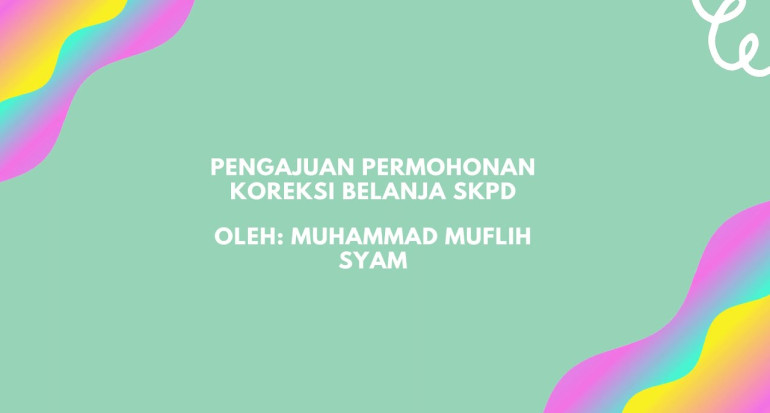 PENGAJUAN PERMOHONAN
KOREKSI BELANJA SKPD
OLEH: MUHAMMAD MUFLIH
SYAM